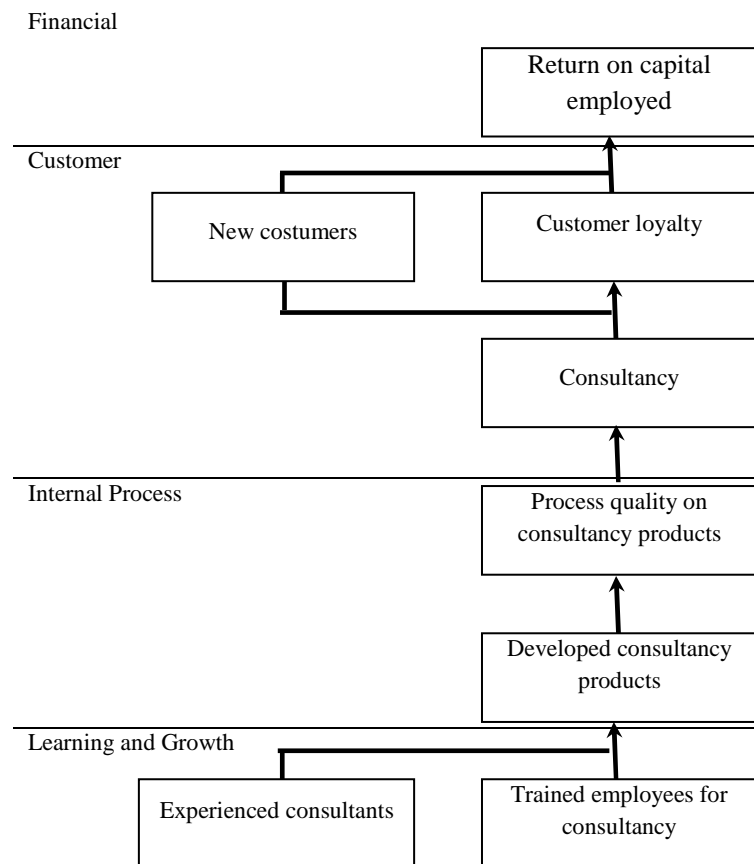 Financial
Return on capital
employed
Customer
New costumers
Customer loyalty
Consultancy
Internal Process
Process quality on
consultancy products
Developed consultancy
products
Learning and Growth
Experienced consultants
Trained employees for
consultancy